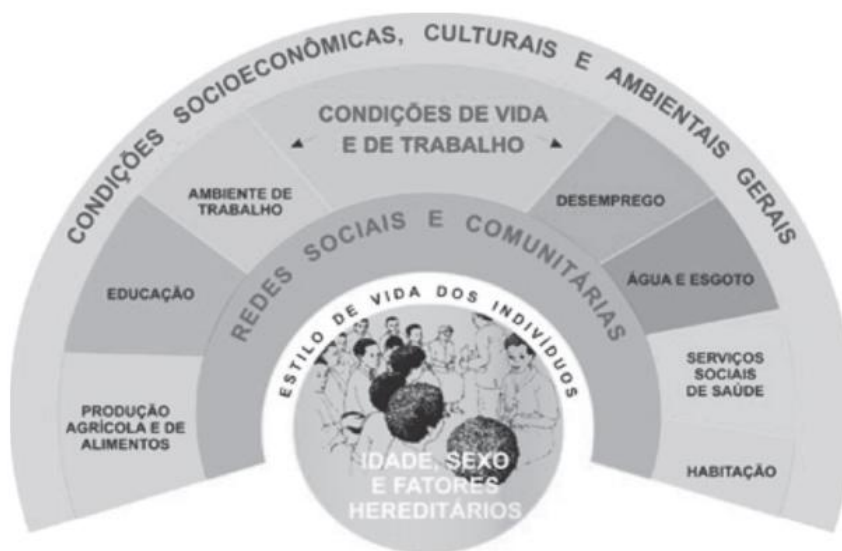 CONDIÇÕES SOCIOECONÔMICAS, CULTURAIS E AMBIENTAIS GERAIS
CONDIÇÕES DE VIDA
E DE TRABALHO
AMBIENTE DE
TRABALHO
DESEMPREGO
REDES SOCIAIS E COMUNITÁRIAS
EDUCAÇÃO
ÁGUA E ESGOTO
ESTILO DE VIDA DOS INDIVÍDUOS
PRODUÇÃO
AGRÍCOLA E DE
ALIMENTOS
SERVIÇOS
SOCIAIS
DE SAÚDE
HABITAÇÃO
IDADE, SEXO
E FATORES
HEREDITÁRIOS